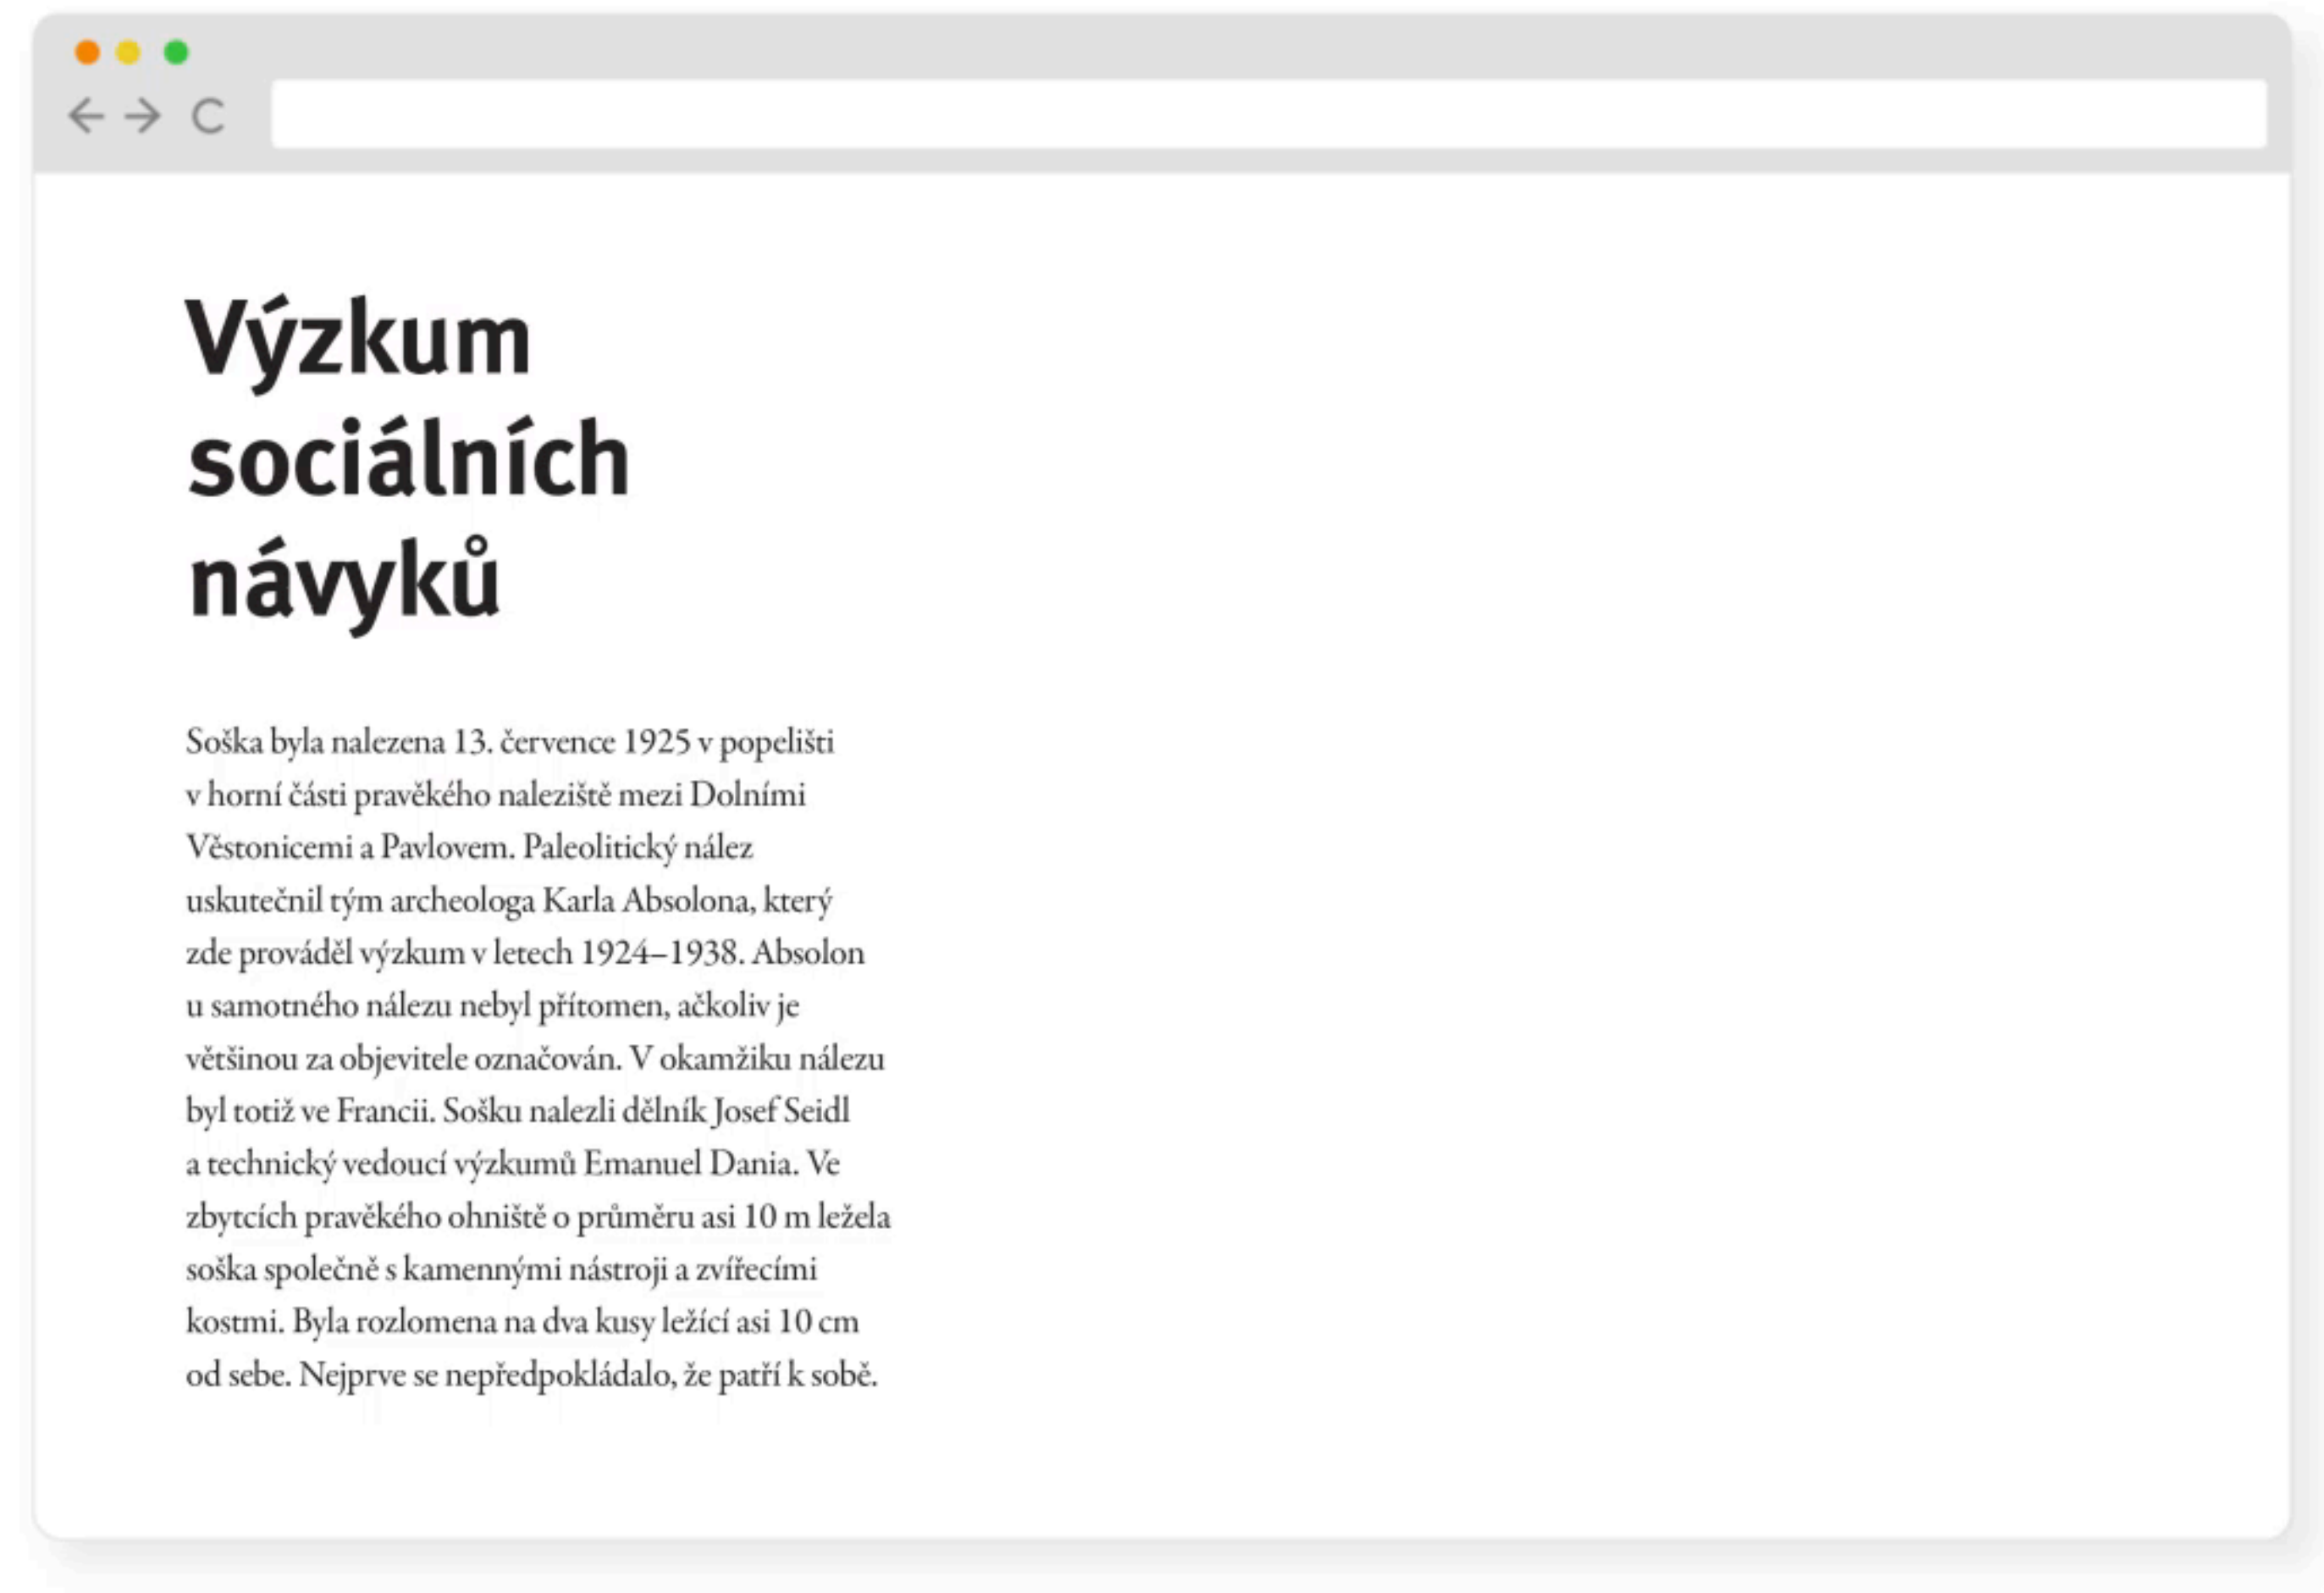 Výzkum
sociálních
návyků
Soška byla nalezena 13. července 1925 v popelišti
v horní části pravěkého naleziště mezi Dolními
Věstonicemi a Pavlovem. Paleolitický nález
uskutečnil tým archeologa Karla Absolona, který
zde prováděl výzkum v letech 1924–1938. Absolon
u samotného nálezu nebyl přítomen, ačkoliv je
většinou za objevitele označován. V okamžiku nálezu
byl totiž ve Francii. Sošku nalezli dělník Josef Seidl
a technický vedoucí výzkumů Emanuel Dania. Ve
zbytcích pravěkého ohniště o průměru asi 10 m ležela
soška společně s kamennými nástroji a zvířecími
kostmi. Byla rozlomena na dva kusy ležící asi 10 cm
od sebe. Nejprve se nepředpokládalo, že patří k sobě.